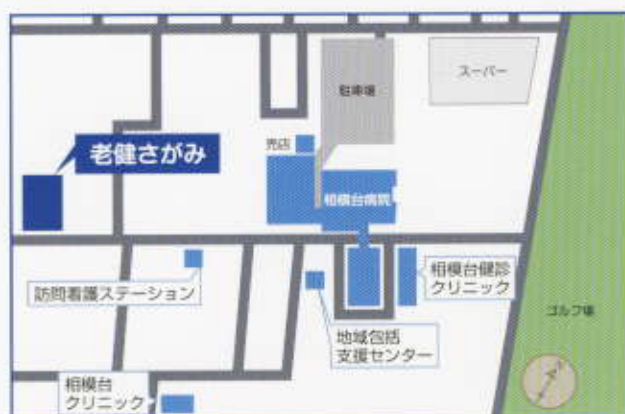 駐車場
スーパー
売店
老健さがみ
相模台病院
訪問看護ステーション
相模台健診
クリニック
地域包括
支援センター
ゴルフ場
相模台
クリニック